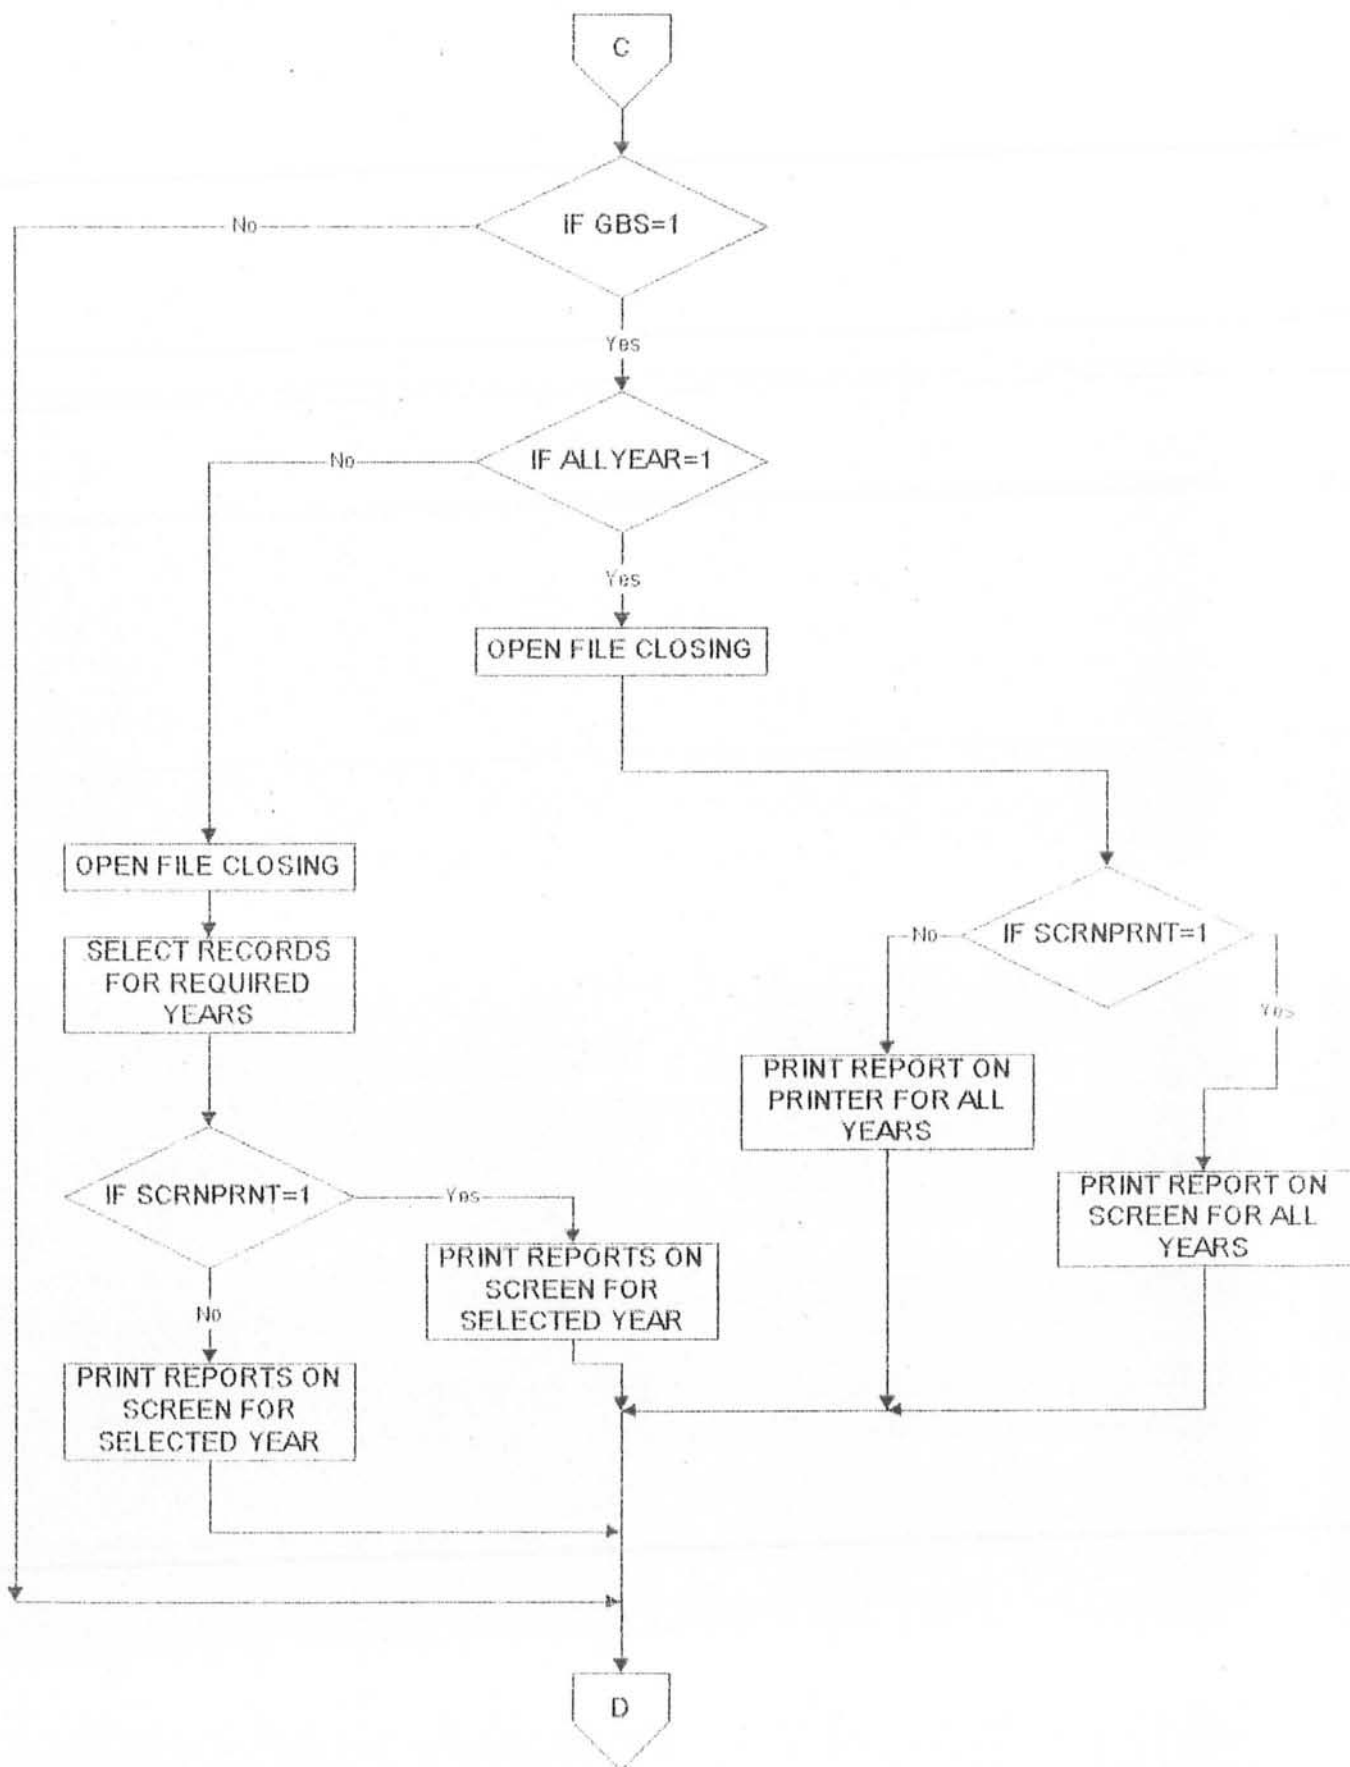 C
IF GBS=1
No
Yes
IF ALLYEAR=1
No
Yes
OPEN FILE CLOSING
OPEN FILE CLOSING
SELECT RECORDS
FOR REQUIRED
YEARS
IF SCRNPRNT=1
No
Yes
PRINT REPORT ON
PRINTER FOR ALL
YEARS
PRINT REPORT ON
SCREEN FOR ALL
YEARS
IF SCRNPRNT=1
Yes
No
PRINT REPORTS ON
SCREEN FOR
SELECTED YEAR
PRINT REPORTS ON
SCREEN FOR
SELECTED YEAR
D